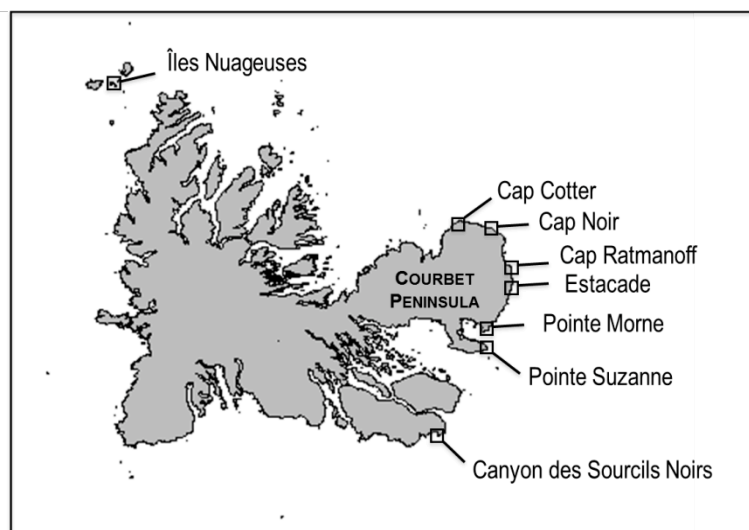 Îles Nuageuses
Cap Cotter
Cap Noir
Cap Ratmanoff
COURBET
PENINSULA
Estacade
Pointe Morne
Pointe Suzanne
Canyon des Sourcils Noirs